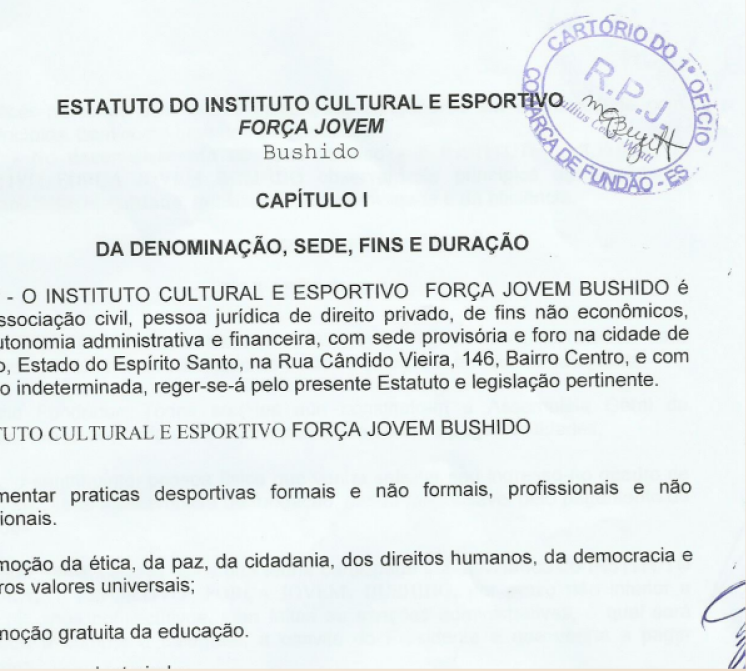 ESTATUTO DO INSTITUTO CULTURAL E ESPORTIVO
FORÇA JOVEM
Bushido
CARTÓRIO DO 1º OFÍCIO
R.P.J.
COMARCA DE FUNDÃO - ES
CAPÍTULO I
DA DENOMINAÇÃO, SEDE, FINS E DURAÇÃO
- O INSTITUTO CULTURAL E ESPORTIVO FORÇA JOVEM BUSHIDO é
ssociação civil, pessoa jurídica de direito privado, de fins não econômicos,
utonomia administrativa e financeira, com sede provisória e foro na cidade de
o, Estado do Espírito Santo, na Rua Cândido Vieira, 146, Bairro Centro, e com
o indeterminada, reger-se-á pelo presente Estatuto e legislação pertinente.
TUTO CULTURAL E ESPORTIVO FORÇA JOVEM BUSHIDO
mentar praticas desportivas formais e não formais, profissionais e não
ionais.
moção da ética, da paz, da cidadania, dos direitos humanos, da democracia e
ros valores universais;
moção gratuita da educação.